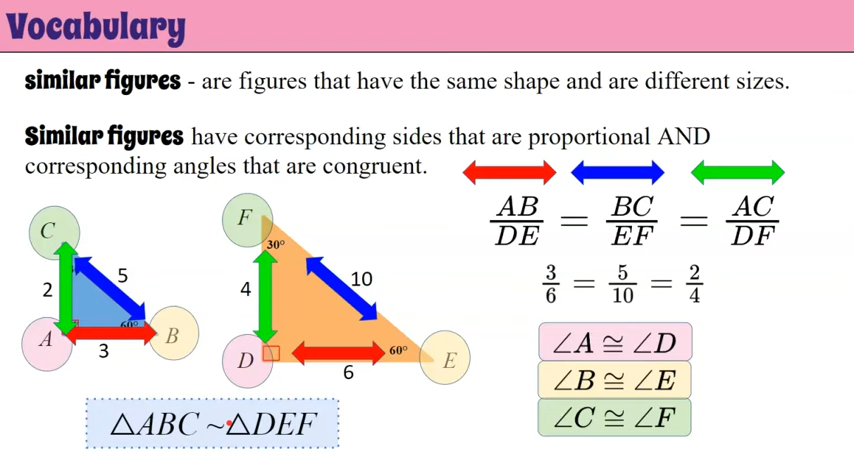 Vocabulary
similar figures - are figures that have the same shape and are different sizes.
Similar figures have corresponding sides that are proportional AND
corresponding angles that are congruent.
AB/DE = BC/EF = AC/DF
3/6 = 5/10 = 2/4
C
2
5
60°
A
B
3
F
30°
4
10
D
60°
E
6
∠A ≅ ∠D
∠B ≅ ∠E
∠C ≅ ∠F
△ABC ~ △DEF